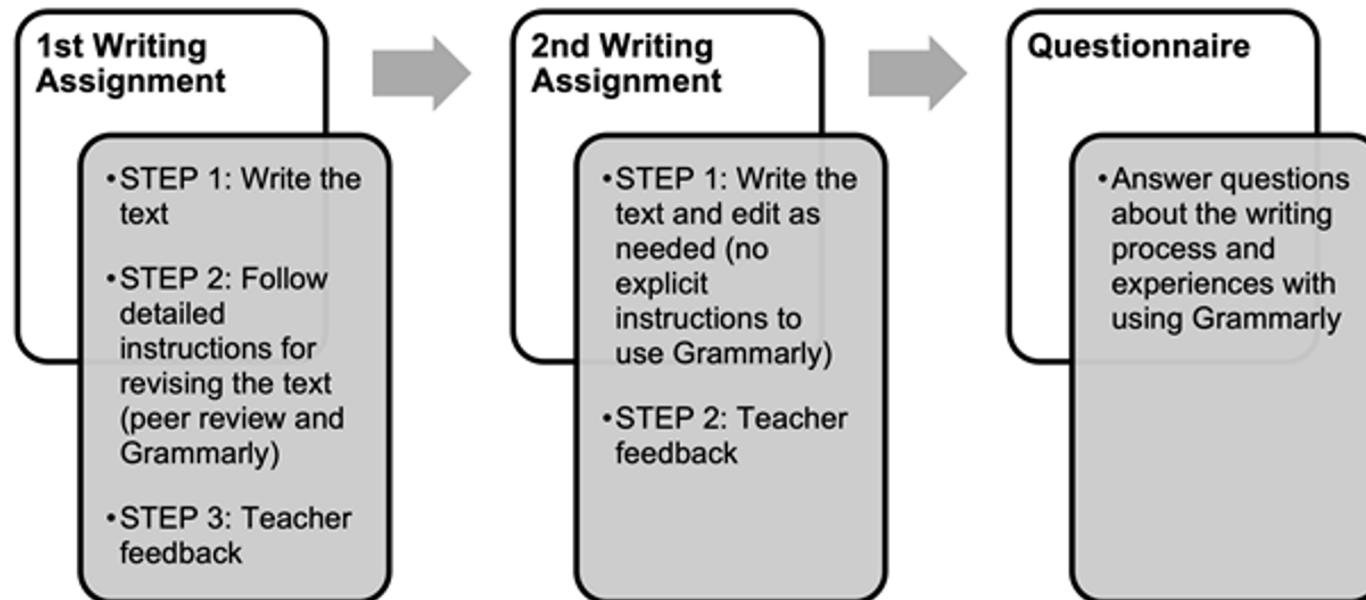 1st Writing
Assignment
• STEP 1: Write the
text
• STEP 2: Follow
detailed
instructions for
revising the text
(peer review and
Grammarly)
• STEP 3: Teacher
feedback
2nd Writing
Assignment
• STEP 1: Write the
text and edit as
needed (no
explicit
instructions to
use Grammarly)
• STEP 2: Teacher
feedback
Questionnaire
• Answer questions
about the writing
process and
experiences with
using Grammarly